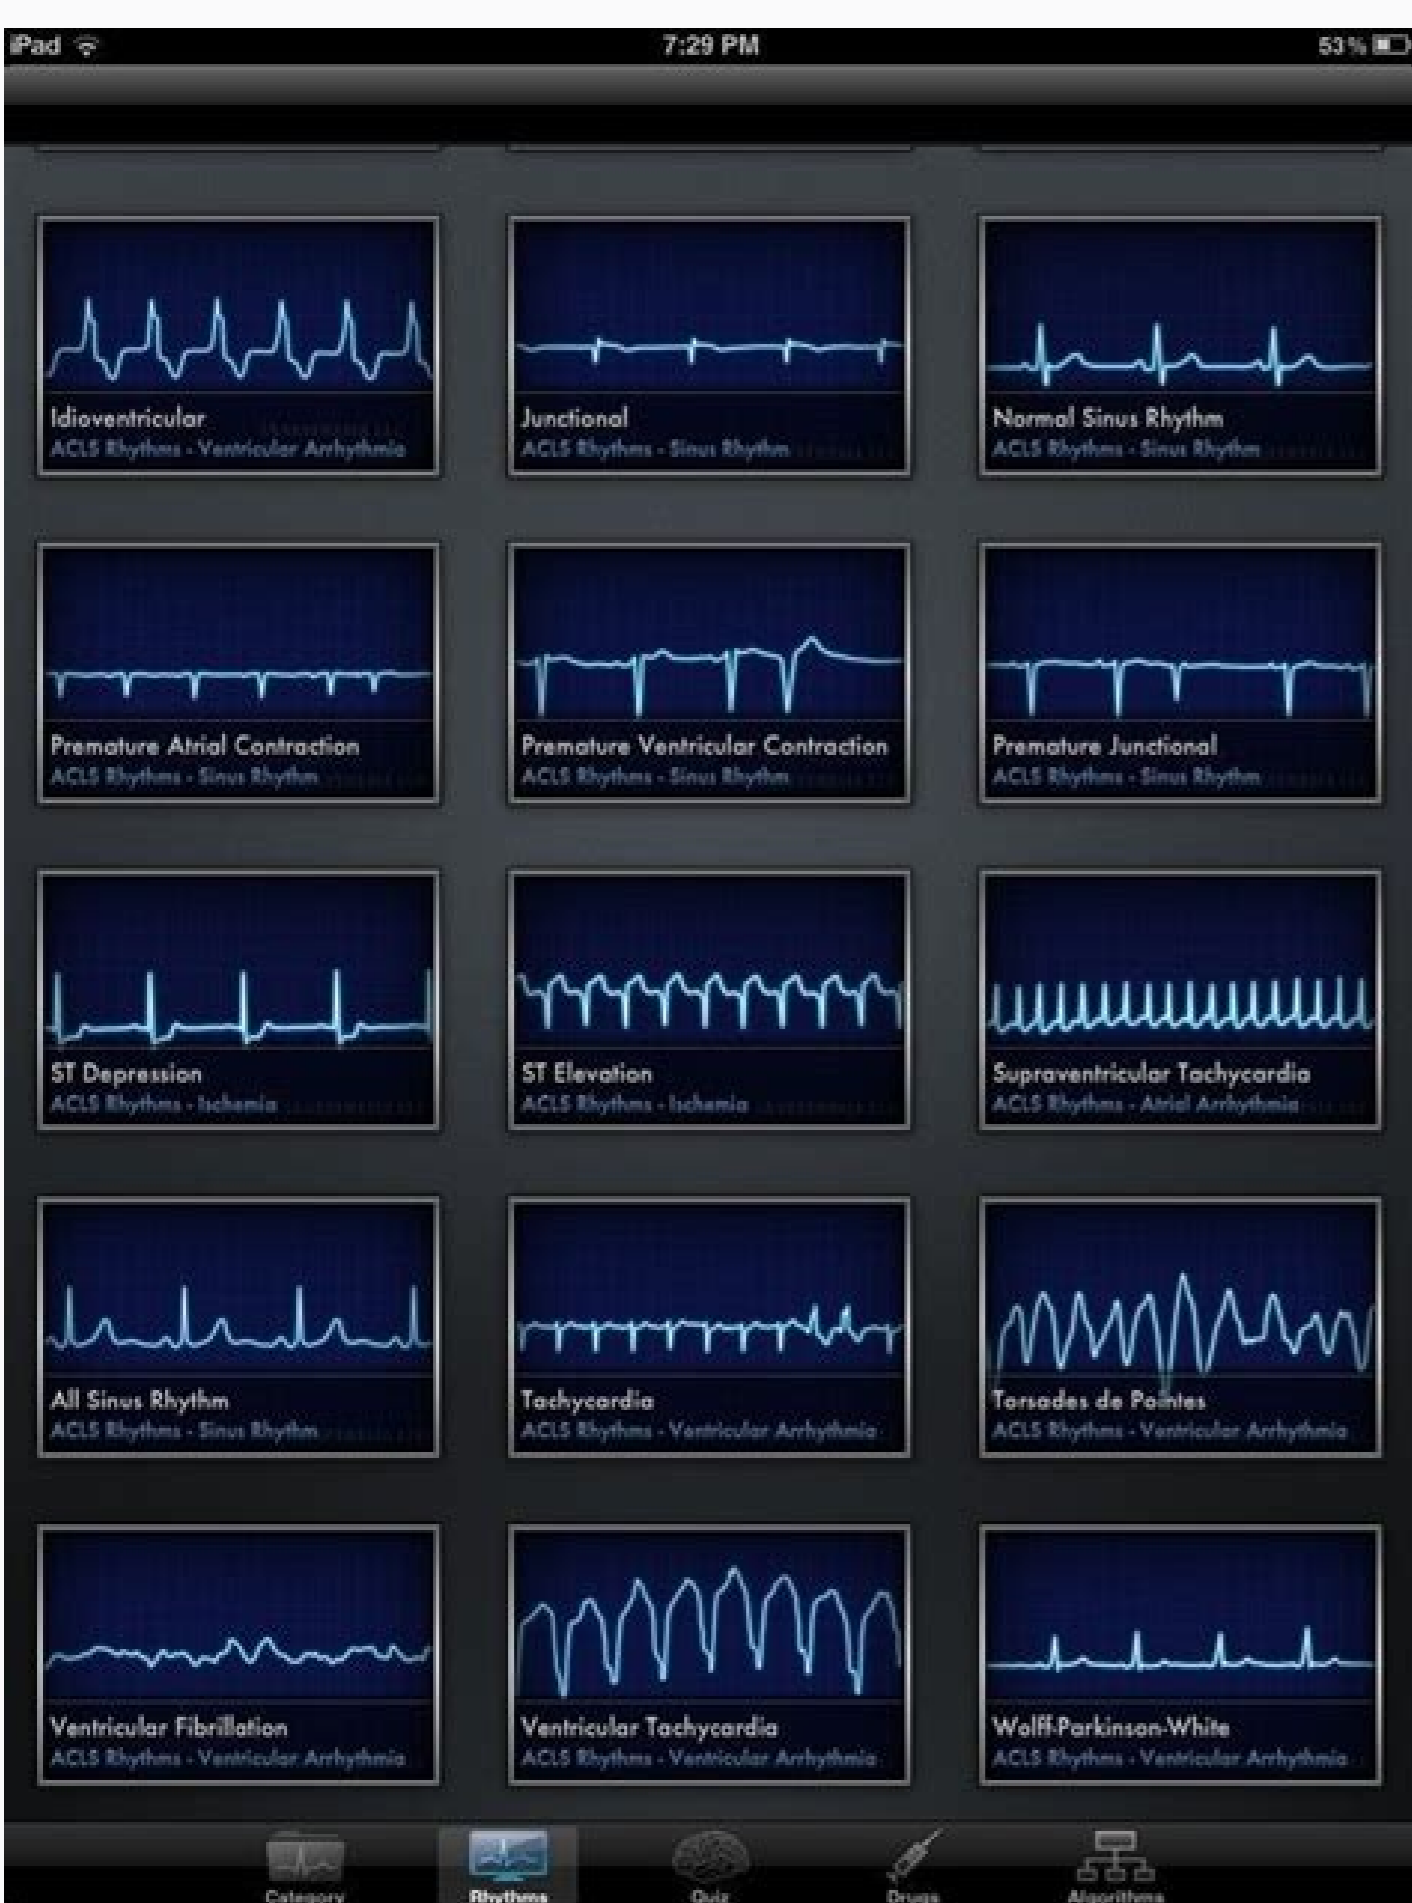 iPad 7:29 PM 53%
Idioventricular
ACLS Rhythms - Ventricular Arrhythmia
Junctional
ACLS Rhythms - Sinus Rhythm
Normal Sinus Rhythm
ACLS Rhythms - Sinus Rhythm
Premature Atrial Contraction
ACLS Rhythms - Sinus Rhythm
Premature Ventricular Contraction
ACLS Rhythms - Sinus Rhythm
Premature Junctional
ACLS Rhythms - Sinus Rhythm
ST Depression
ACLS Rhythms - Ischemia
ST Elevation
ACLS Rhythms - Ischemia
Supraventricular Tachycardia
ACLS Rhythms - Atrial Arrhythmia
All Sinus Rhythm
ACLS Rhythms - Sinus Rhythm
Tachycardia
ACLS Rhythms - Ventricular Arrhythmia
Torsades de Pointes
ACLS Rhythms - Ventricular Arrhythmia
Ventricular Fibrillation
ACLS Rhythms - Ventricular Arrhythmia
Ventricular Tachycardia
ACLS Rhythms - Ventricular Arrhythmia
Wolff-Parkinson-White
ACLS Rhythms - Ventricular Arrhythmia
Category Rhythms Quiz Drugs Algorithms